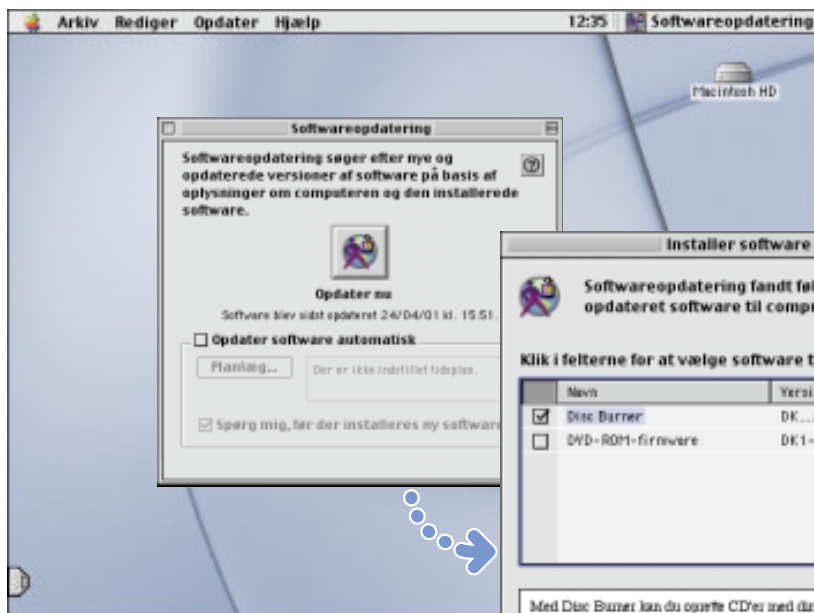 Arkiv Rediger Opdater Hjælp 12:35 Softwareopdatering
Macintosh HD
Softwareopdatering
Softwareopdatering søger efter nye og
opdaterede versioner af software på basis af
oplysninger om computeren og den installerede
software.
Opdater nu
Software blev sidst opdateret 24/04/01 kl. 15.51.
Opdater software automatisk
Planlæg...
Der er ikke indstillet tidsplan.
Spørg mig, før der installeres ny software
Installer software
Softwareopdatering fandt føl
opdateret software til compu
Klik i felterne for at vælge software t
Navn Versi
Disc Burner DK...
DVD-ROM-firmware DK1-
Med Disc Burner kan du oprette CD'er med din